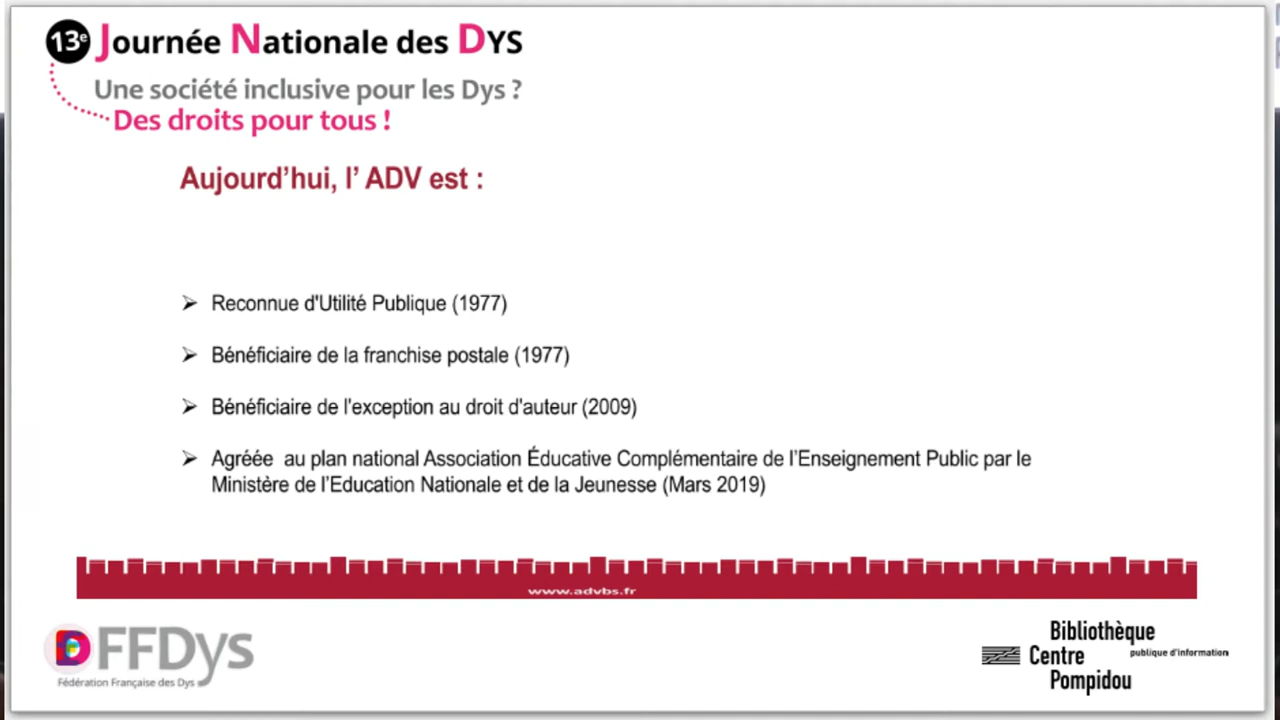 13e Journée Nationale des DYS
Une société inclusive pour les Dys ?
Des droits pour tous !
Aujourd’hui, l’ ADV est :
➢ Reconnue d'Utilité Publique (1977)
➢ Bénéficiaire de la franchise postale (1977)
➢ Bénéficiaire de l'exception au droit d'auteur (2009)
➢ Agréée au plan national Association Éducative Complémentaire de l’Enseignement Public par le
Ministère de l’Education Nationale et de la Jeunesse (Mars 2019)
www.advbs.fr
D FFDys
Fédération Française des Dys
Bibliothèque
publique d'information
Centre
Pompidou